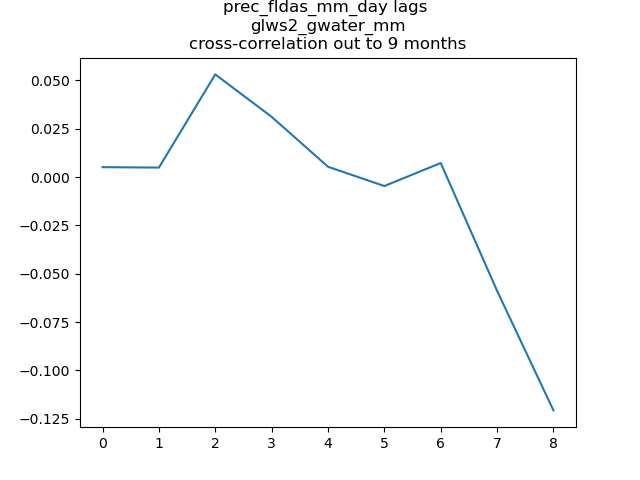 prec_fldas_mm_day lags
glws2_gwater_mm
cross-correlation out to 9 months
0.050
0.025
0.000
−0.025
−0.050
−0.075
−0.100
−0.125
0 1 2 3 4 5 6 7 8